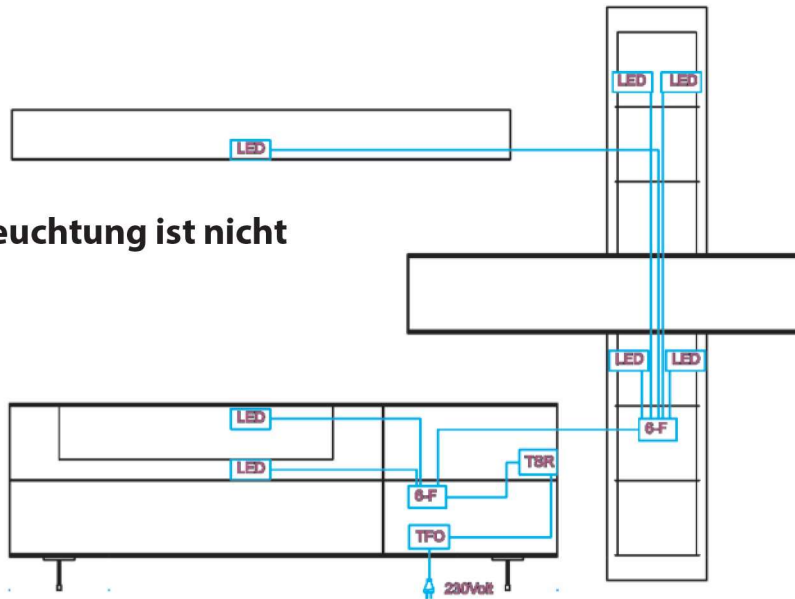 LED LED
LED
euchtung ist nicht
LED LED
LED
6-F
LED
TSR
6-F
TFO
230Volt